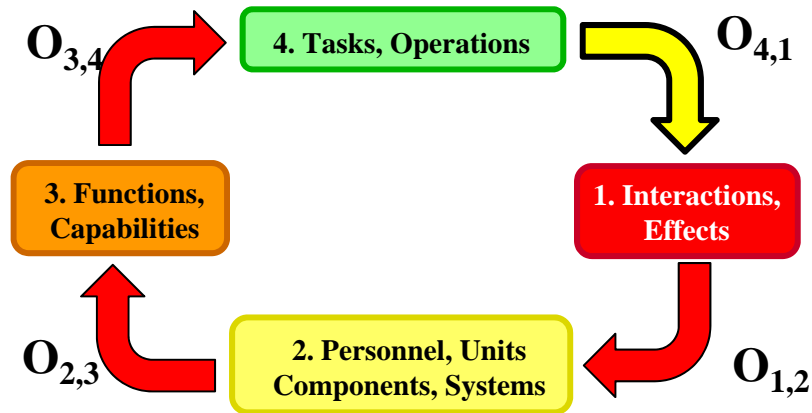 O3,4
4. Tasks, Operations
O4,1
3. Functions,
Capabilities
1. Interactions,
Effects
O2,3
2. Personnel, Units
Components, Systems
O1,2